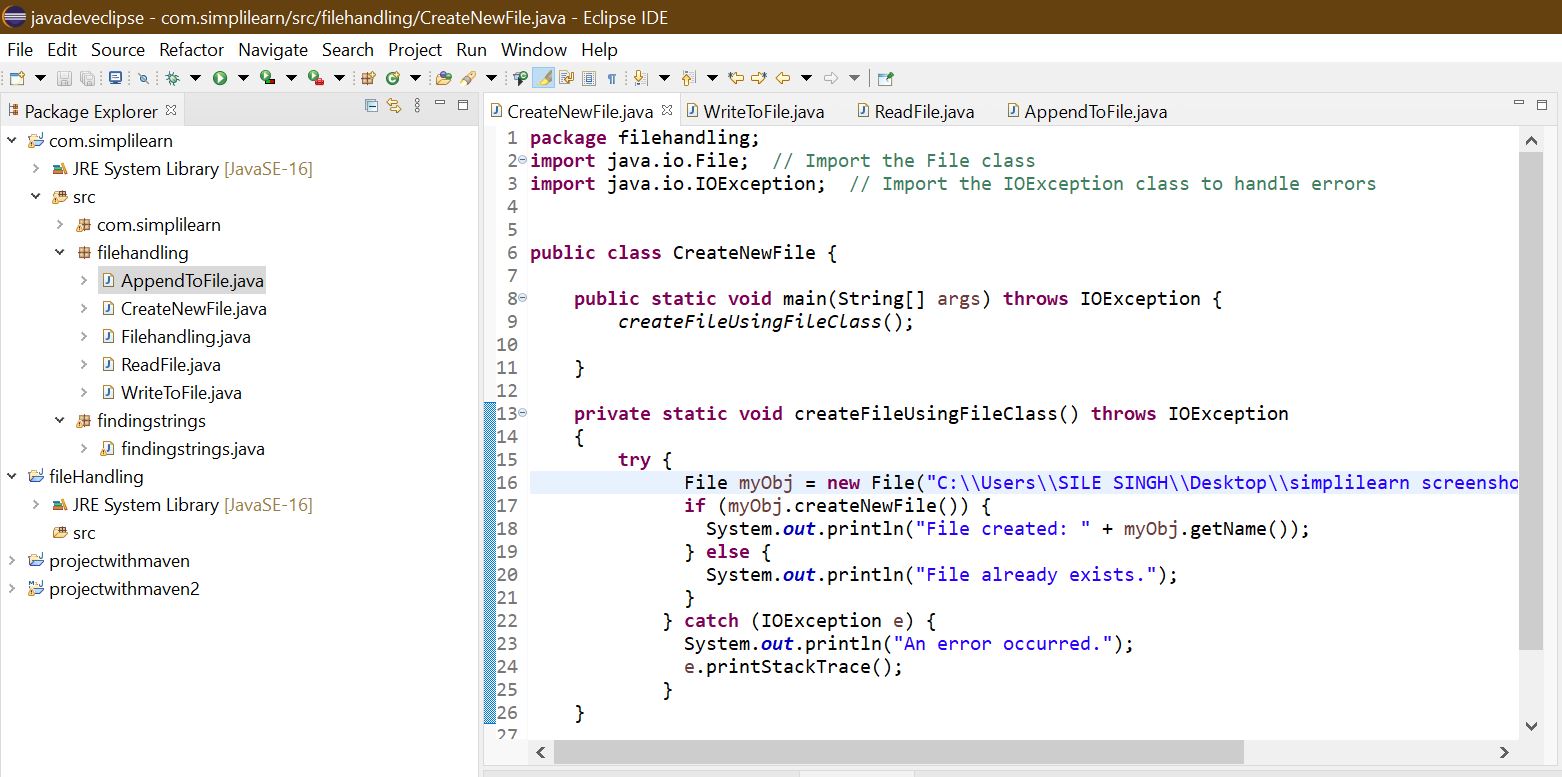 javadeveclipse - com.simplilearn/src/filehandling/CreateNewFile.java - Eclipse IDE
File Edit Source Refactor Navigate Search Project Run Window Help
Package Explorer
com.simplilearn
JRE System Library [JavaSE-16]
src
com.simplilearn
filehandling
AppendToFile.java
CreateNewFile.java
Filehandling.java
ReadFile.java
WriteToFile.java
findingstrings
findingstrings.java
fileHandling
JRE System Library [JavaSE-16]
src
projectwithmaven
projectwithmaven2
CreateNewFile.java WriteToFile.java ReadFile.java AppendToFile.java
1 package filehandling;
2 import java.io.File;  // Import the File class
3 import java.io.IOException;  // Import the IOException class to handle errors
4
5
6 public class CreateNewFile {
7
8     public static void main(String[] args) throws IOException {
9         createFileUsingFileClass();
10
11     }
12
13     private static void createFileUsingFileClass() throws IOException
14     {
15         try {
16               File myObj = new File("C:\\Users\\SILE SINGH\\Desktop\\simplilearn screensho
17               if (myObj.createNewFile()) {
18                 System.out.println("File created: " + myObj.getName());
19               } else {
20                 System.out.println("File already exists.");
21               }
22             } catch (IOException e) {
23               System.out.println("An error occurred.");
24               e.printStackTrace();
25             }
26     }
27